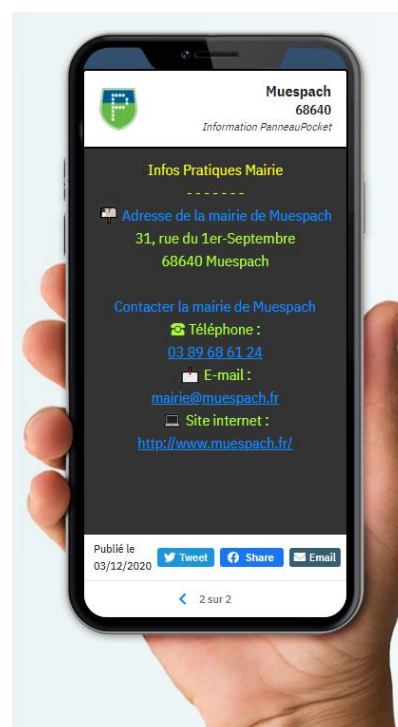 Muespach
68640
Information PanneauPocket
Infos Pratiques Mairie
- - - - - - -
Adresse de la mairie de Muespach
31, rue du 1er-Septembre
68640 Muespach
Contacter la mairie de Muespach
Téléphone :
03 89 68 61 24
E-mail :
mairie@muespach.fr
Site internet :
http://www.muespach.fr/
Publié le
03/12/2020
Tweet
Share
Email
2 sur 2